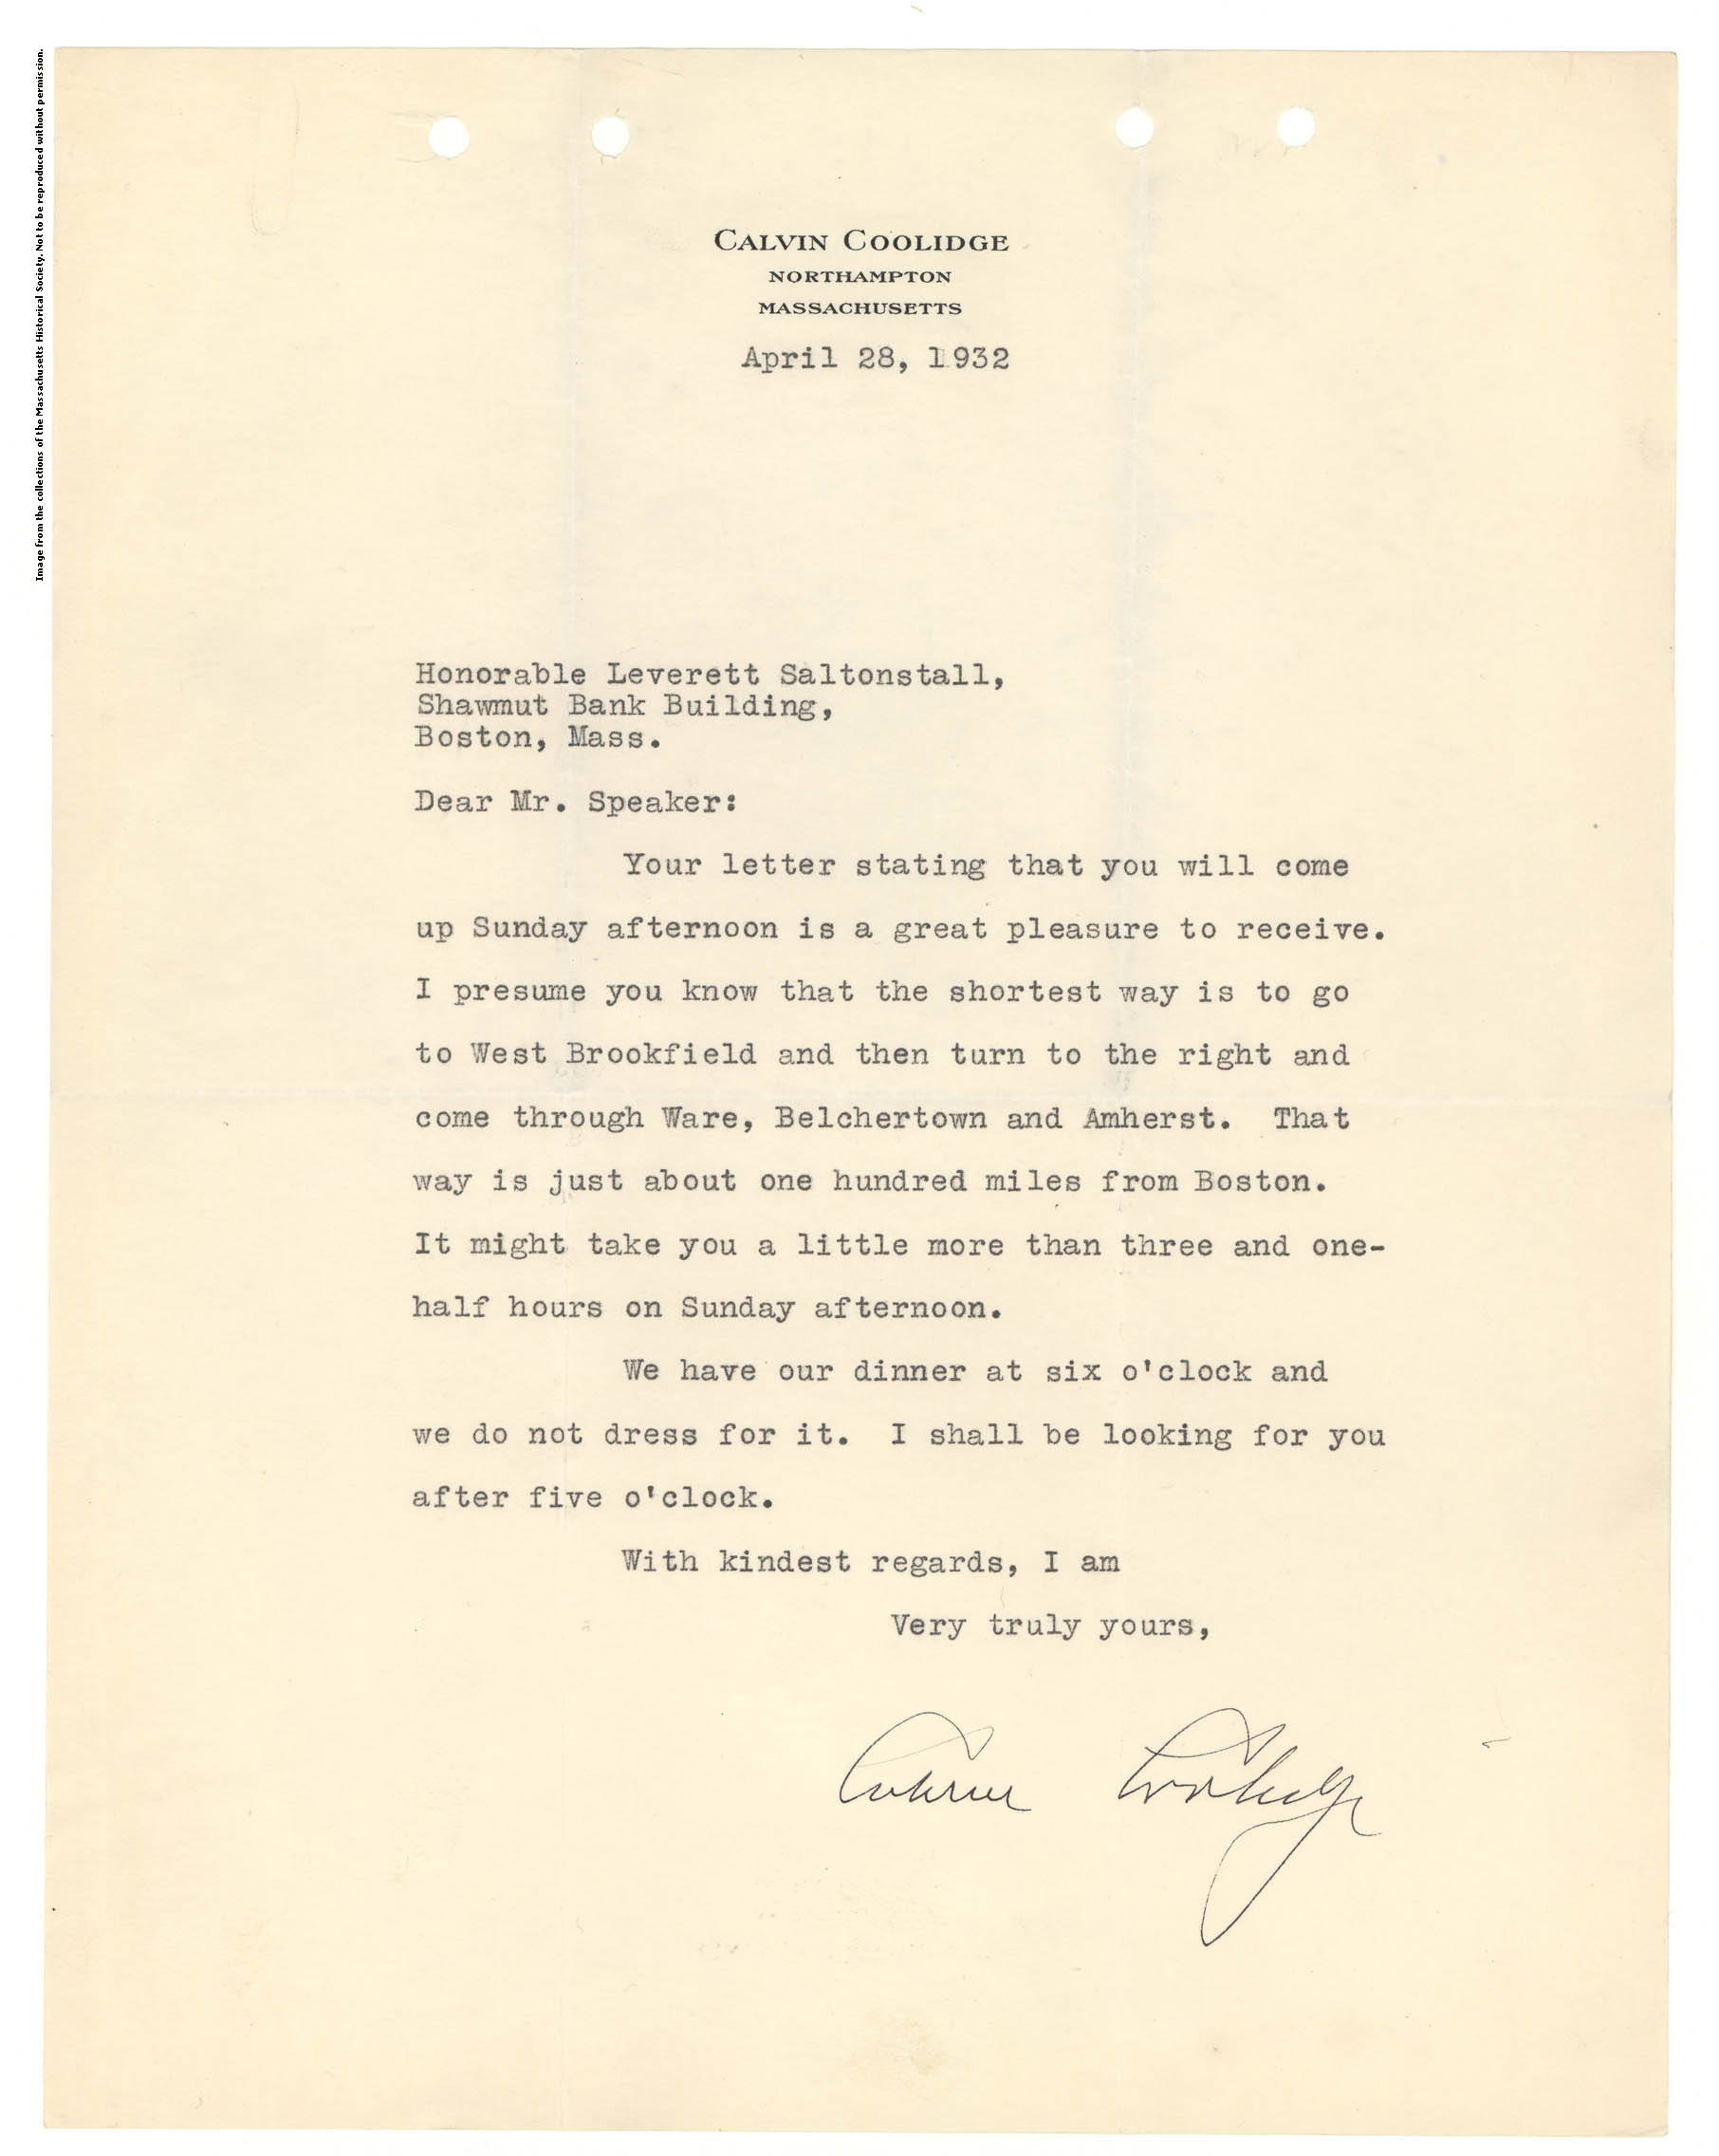 Image from the collections of the Massachusetts Historical Society. Not to be reproduced without permission.
CALVIN COOLIDGE
NORTHAMPTON
MASSACHUSETTS
April 28, 1932
Honorable Leverett Saltonstall,
Shawmut Bank Building,
Boston, Mass.
Dear Mr. Speaker:
Your letter stating that you will come
up Sunday afternoon is a great pleasure to receive.
I presume you know that the shortest way is to go
to West Brookfield and then turn to the right and
come through Ware, Belchertown and Amherst. That
way is just about one hundred miles from Boston.
It might take you a little more than three and one-
half hours on Sunday afternoon.
We have our dinner at six o'clock and
we do not dress for it. I shall be looking for you
after five o'clock.
With kindest regards, I am
Very truly yours,
Calvin Coolidge